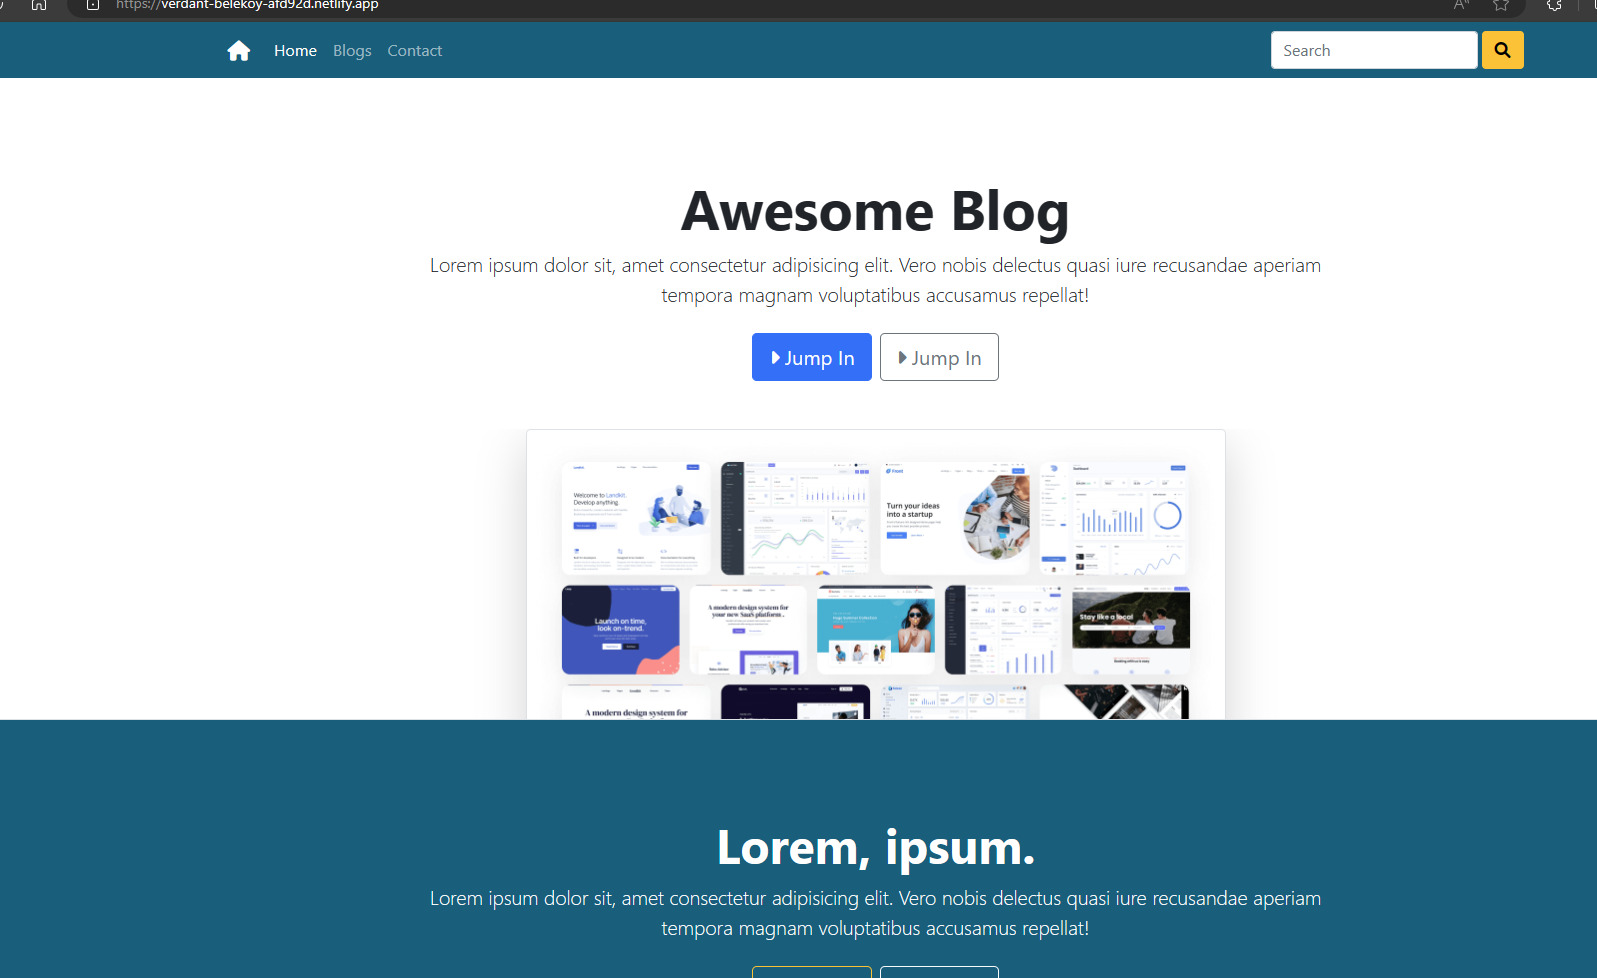 https://verdant-belekoy-afd92d.netlify.app
Home Blogs Contact
Search
Awesome Blog
Lorem ipsum dolor sit, amet consectetur adipisicing elit. Vero nobis delectus quasi iure recusandae aperiam
tempora magnam voluptatibus accusamus repellat!
Jump In Jump In
Welcome to Landkit.
Develop anything.
Turn your ideas
into a startup
Launch on time,
look on-trend.
A modern design system for
your new SaaS platform
Stay like a local
A modern design system for
Lorem, ipsum.
Lorem ipsum dolor sit, amet consectetur adipisicing elit. Vero nobis delectus quasi iure recusandae aperiam
tempora magnam voluptatibus accusamus repellat!